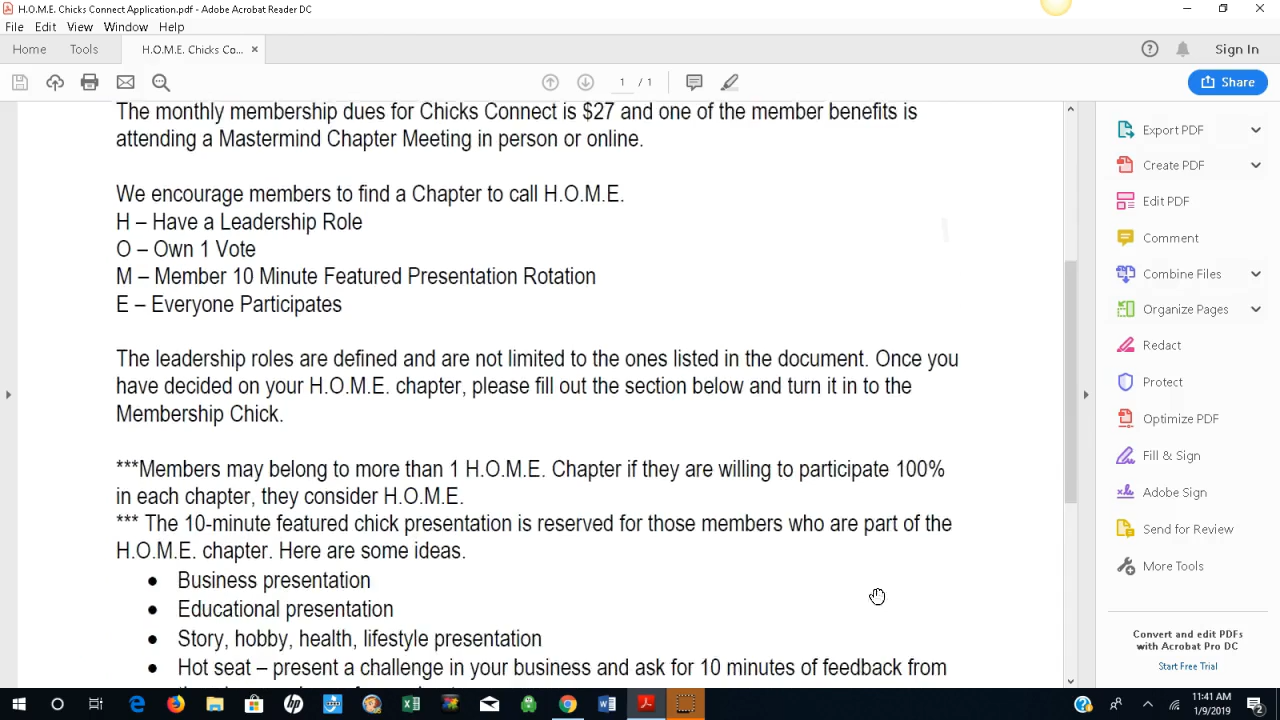 H.O.M.E. Chicks Connect Application.pdf - Adobe Acrobat Reader DC
File Edit View Window Help
Home Tools H.O.M.E. Chicks Co... × Sign In
1 / 1 Share
The monthly membership dues for Chicks Connect is $27 and one of the member benefits is
attending a Mastermind Chapter Meeting in person or online.
We encourage members to find a Chapter to call H.O.M.E.
H – Have a Leadership Role
O – Own 1 Vote
M – Member 10 Minute Featured Presentation Rotation
E – Everyone Participates
The leadership roles are defined and are not limited to the ones listed in the document. Once you
have decided on your H.O.M.E. chapter, please fill out the section below and turn it in to the
Membership Chick.
***Members may belong to more than 1 H.O.M.E. Chapter if they are willing to participate 100%
in each chapter, they consider H.O.M.E.
*** The 10-minute featured chick presentation is reserved for those members who are part of the
H.O.M.E. chapter. Here are some ideas.
• Business presentation
• Educational presentation
• Story, hobby, health, lifestyle presentation
• Hot seat – present a challenge in your business and ask for 10 minutes of feedback from
Export PDF
Create PDF
Edit PDF
Comment
Combine Files
Organize Pages
Redact
Protect
Optimize PDF
Fill & Sign
Adobe Sign
Send for Review
More Tools
Convert and edit PDFs
with Acrobat Pro DC
Start Free Trial
11:41 AM
1/9/2019